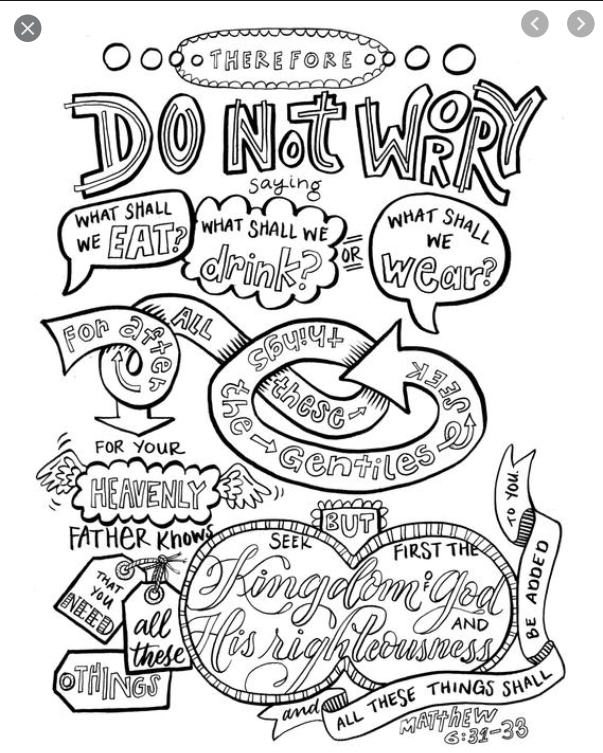 THEREFORE
DO NOT WORRY
saying
WHAT SHALL
WE EAT?
WHAT SHALL WE
drink?
OR
WHAT SHALL
WE
wear?
For after
ALL
these
things
the Gentiles
SEEK
FOR YOUR
HEAVENLY
FATHER KNOWS
THAT
YOU
NEED
all
these
THINGS
BUT
SEEK FIRST THE
Kingdom of God
AND
His righteousness
and
ALL THESE THINGS SHALL
BE ADDED
TO YOU.
MATTHEW
6:31-33